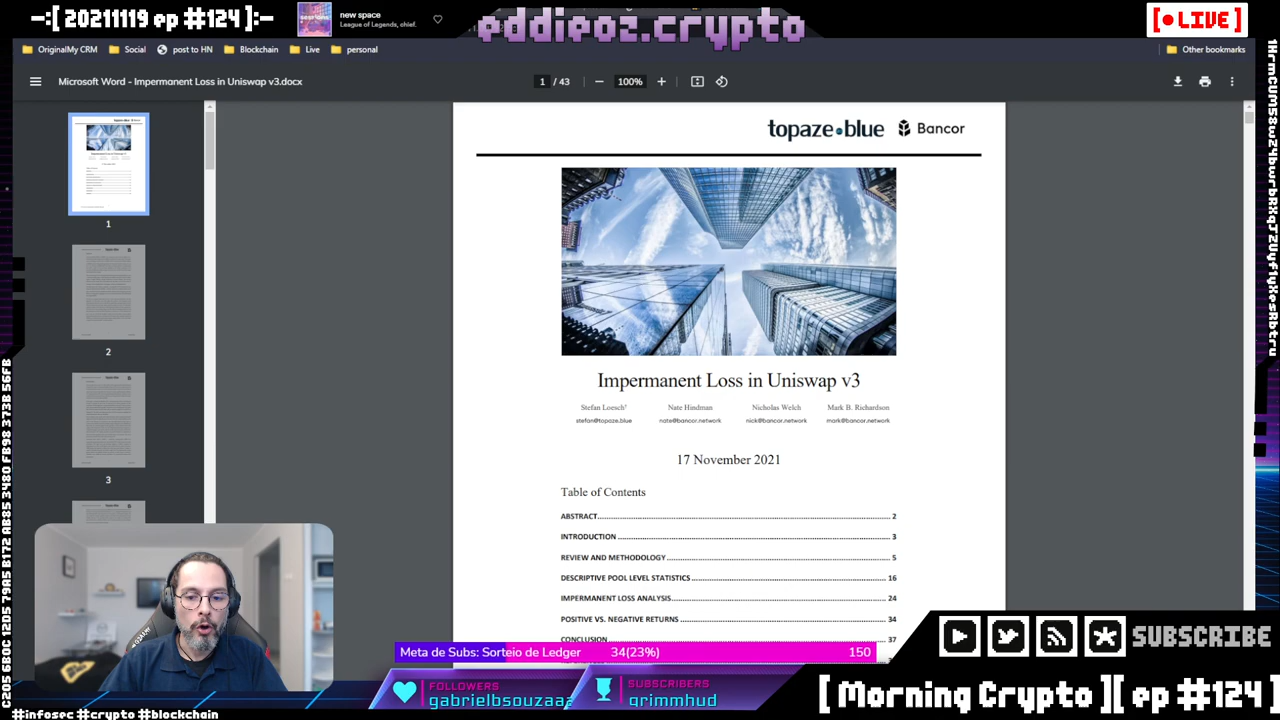 -:[ 20211119 ep #124 ]:-
new space
League of Legends, chief.
eddieoz.crypto
[● LIVE]
OriginalMy CRM
Social
post to HN
Blockchain
Live
personal
Other bookmarks
Microsoft Word - Impermanent Loss in Uniswap v3.docx
1 / 43
100%
topaze.blue
Bancor
Impermanent Loss in Uniswap v3
Stefan Loesch¹ Nate Hindman Nicholas Welch Mark B. Richardson
stefan@topaze.blue nate@bancor.network nick@bancor.network mark@bancor.network
17 November 2021
Table of Contents
ABSTRACT 2
INTRODUCTION 3
REVIEW AND METHODOLOGY 5
DESCRIPTIVE POOL LEVEL STATISTICS 16
IMPERMANENT LOSS ANALYSIS 24
POSITIVE VS. NEGATIVE RETURNS 34
CONCLUSION 37
1
2
3
Meta de Subs: Sorteio de Ledger 34(23%) 150
FOLLOWERS
gabrielbsouzaaa
SUBSCRIBERS
grimmhud
SUBSCRIBE
[ Morning Crypto ][ ep #124 ]
#infosec #crypto #blockchain